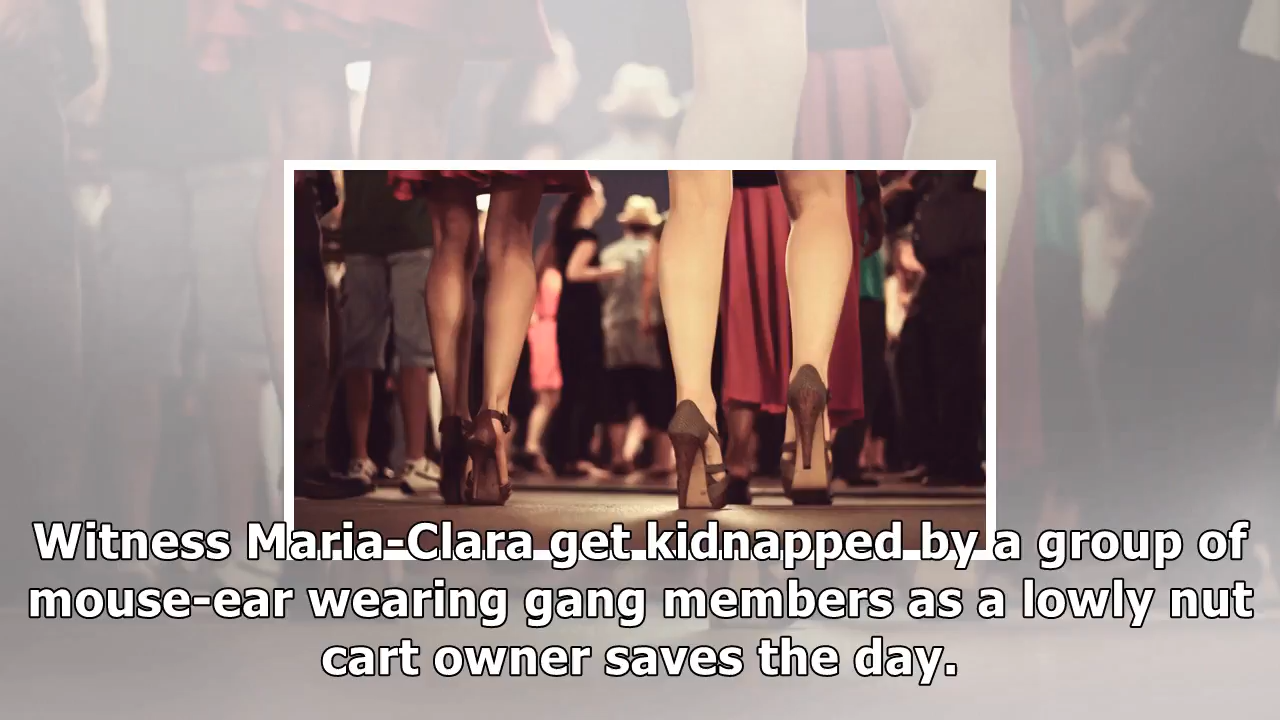 Witness Maria-Clara get kidnapped by a group of
mouse-ear wearing gang members as a lowly nut
cart owner saves the day.